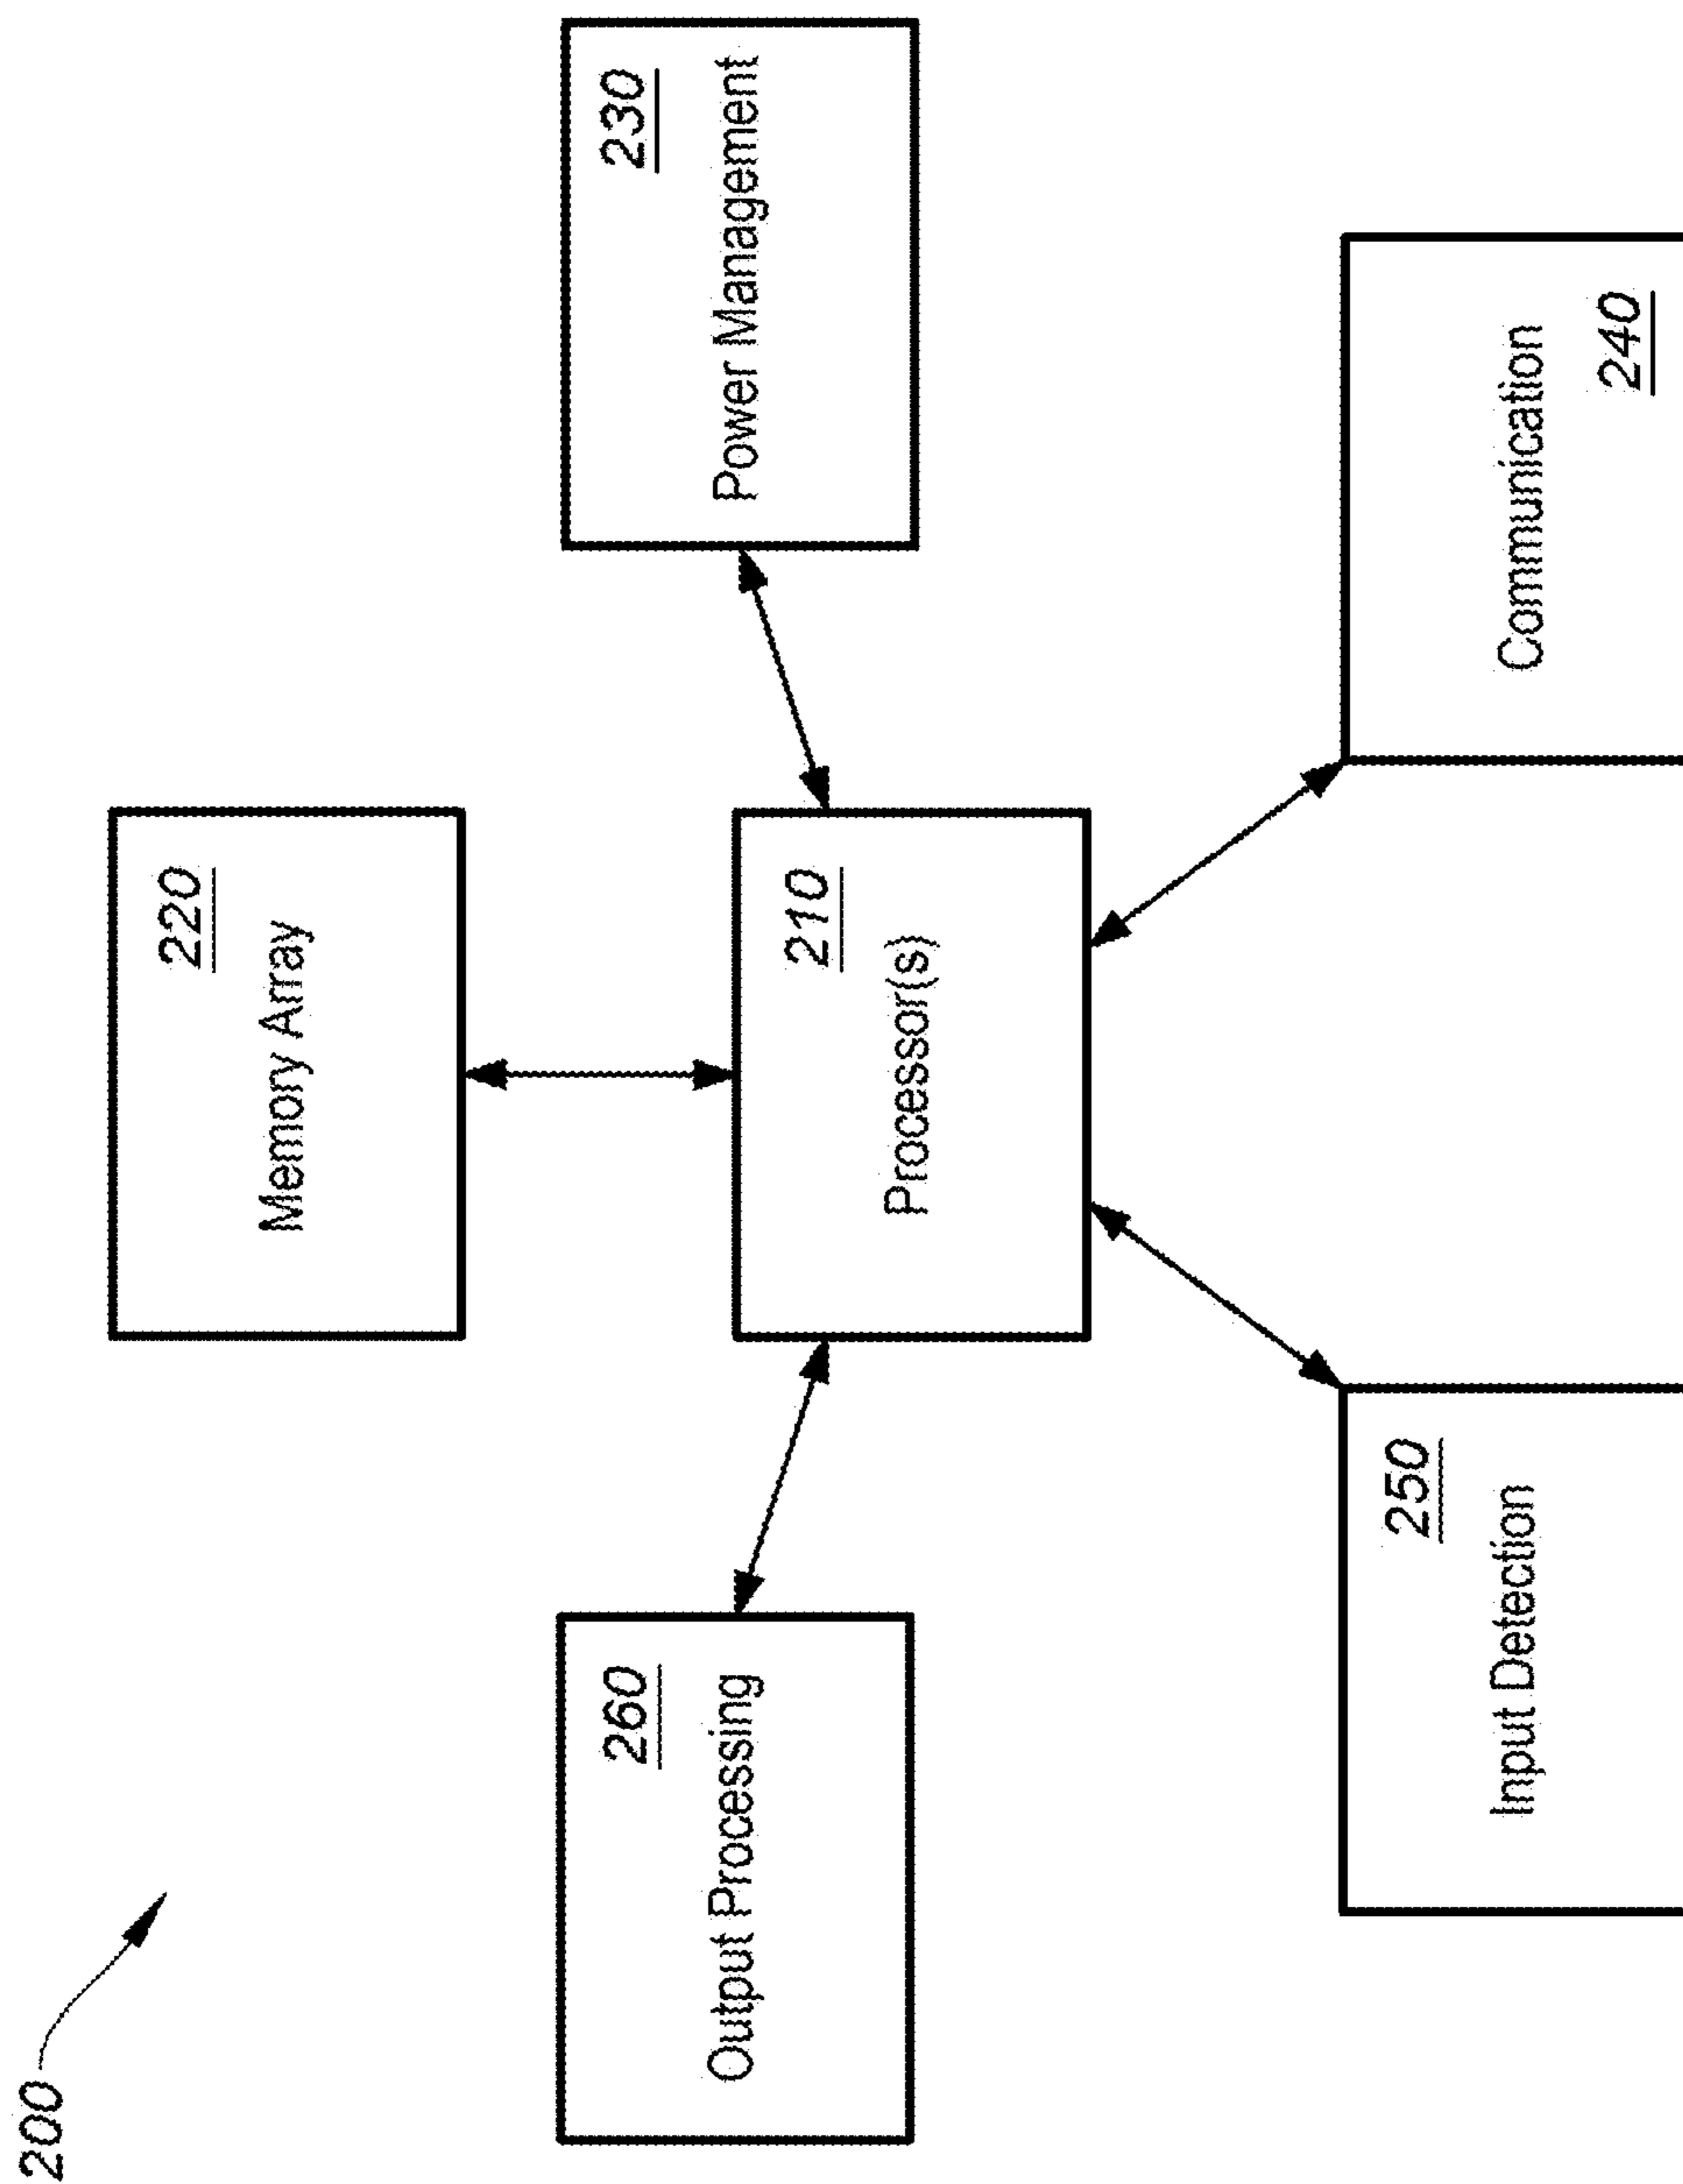 200
220
Memory Array
260
Output Processing
210
Processor(s)
230
Power Management
250
Input Detection
Communication
240